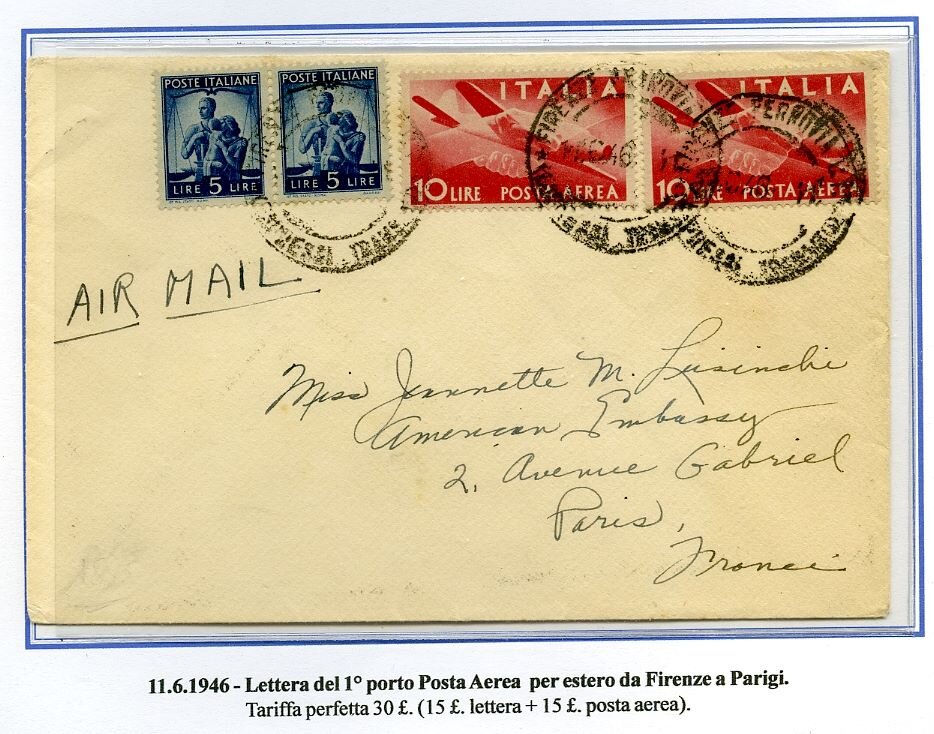 POSTE ITALIANE
LIRE 5 LIRE
POSTE ITALIANE
LIRE 5 LIRE
ITALIA
10 LIRE POSTA AEREA
ITALIA
10 LIRE POSTA AEREA
FERROVIA
AIR MAIL
Miss Jeannette M. Lusinchi
American Embassy
2, Avenue Gabriel
Paris,
France
11.6.1946 - Lettera del 1° porto Posta Aerea per estero da Firenze a Parigi.
Tariffa perfetta 30 £. (15 £. lettera + 15 £. posta aerea).